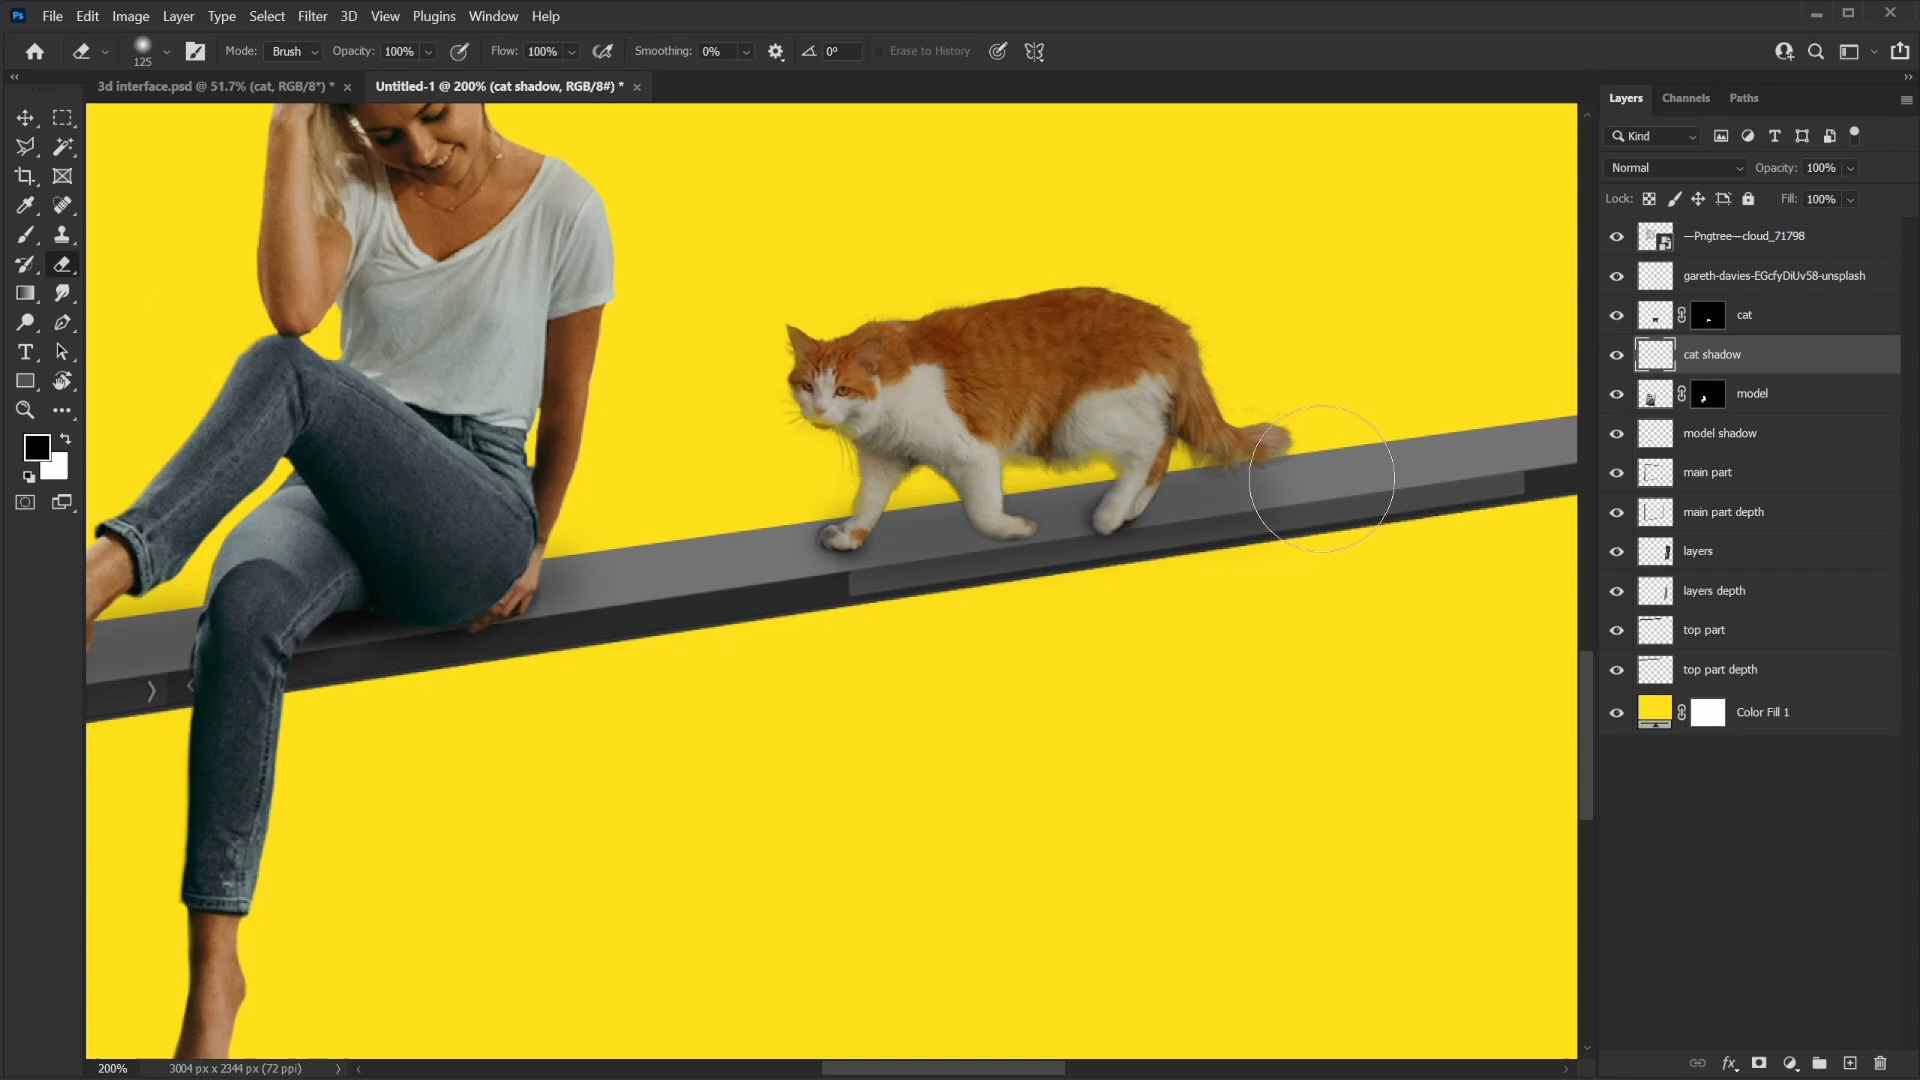 Ps File Edit Image Layer Type Select Filter 3D View Plugins Window Help
125 Mode: Brush Opacity: 100% Flow: 100% Smoothing: 0% 0° Erase to History
3d interface.psd @ 51.7% (cat, RGB/8*) * × Untitled-1 @ 200% (cat shadow, RGB/8#) * ×
Layers Channels Paths
Kind
Normal Opacity: 100%
Lock: Fill: 100%
—Pngtree—cloud_71798
gareth-davies-EGcfyDiUv58-unsplash
cat
cat shadow
model
model shadow
main part
main part depth
layers
layers depth
top part
top part depth
Color Fill 1
fx
200% 3004 px x 2344 px (72 ppi)